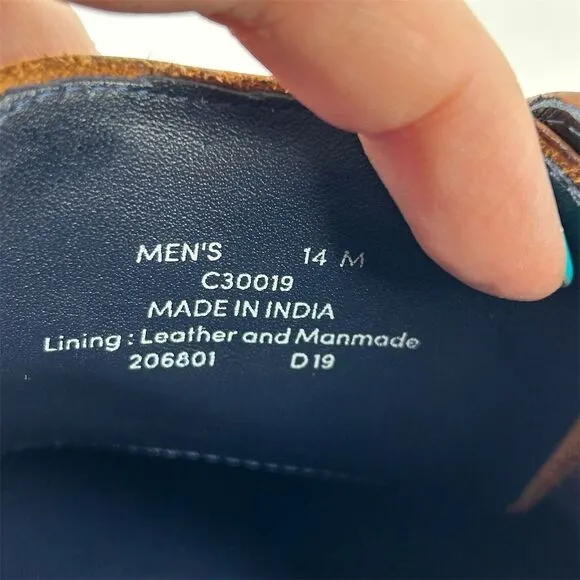 MEN'S 14 M
C30019
MADE IN INDIA
Lining : Leather and Manmade
206801 D19